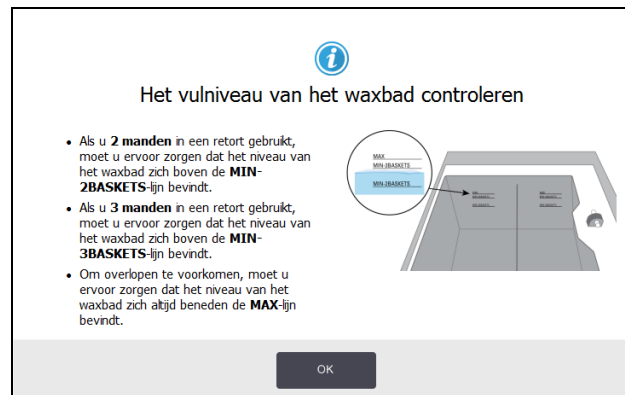 Het vulniveau van het waxbad controleren
• Als u 2 manden in een retort gebruikt,
moet u ervoor zorgen dat het niveau van
het waxbad zich boven de MIN-
2BASKETS-lijn bevindt.
• Als u 3 manden in een retort gebruikt,
moet u ervoor zorgen dat het niveau van
het waxbad zich boven de MIN-
3BASKETS-lijn bevindt.
• Om overlopen te voorkomen, moet u
ervoor zorgen dat het niveau van het
waxbad zich altijd beneden de MAX-lijn
bevindt.
MAX
MIN-3BASKETS
MIN-2BASKETS
OK